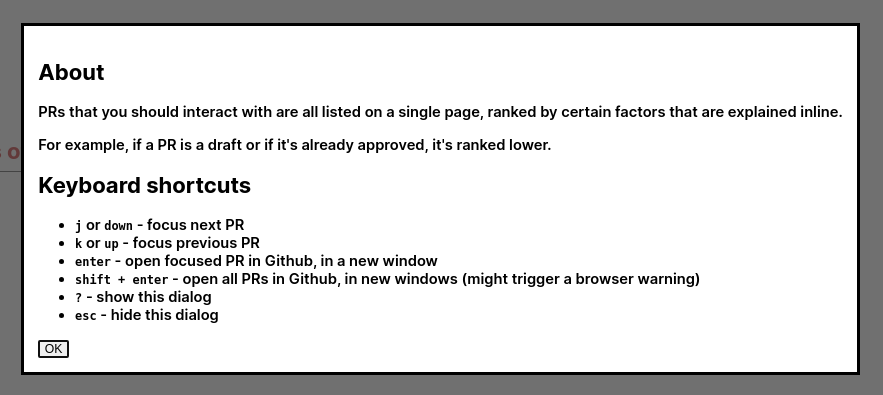 About
PRs that you should interact with are all listed on a single page, ranked by certain factors that are explained inline.
For example, if a PR is a draft or if it's already approved, it's ranked lower.
Keyboard shortcuts
• j or down - focus next PR
• k or up - focus previous PR
• enter - open focused PR in Github, in a new window
• shift + enter - open all PRs in Github, in new windows (might trigger a browser warning)
• ? - show this dialog
• esc - hide this dialog
OK